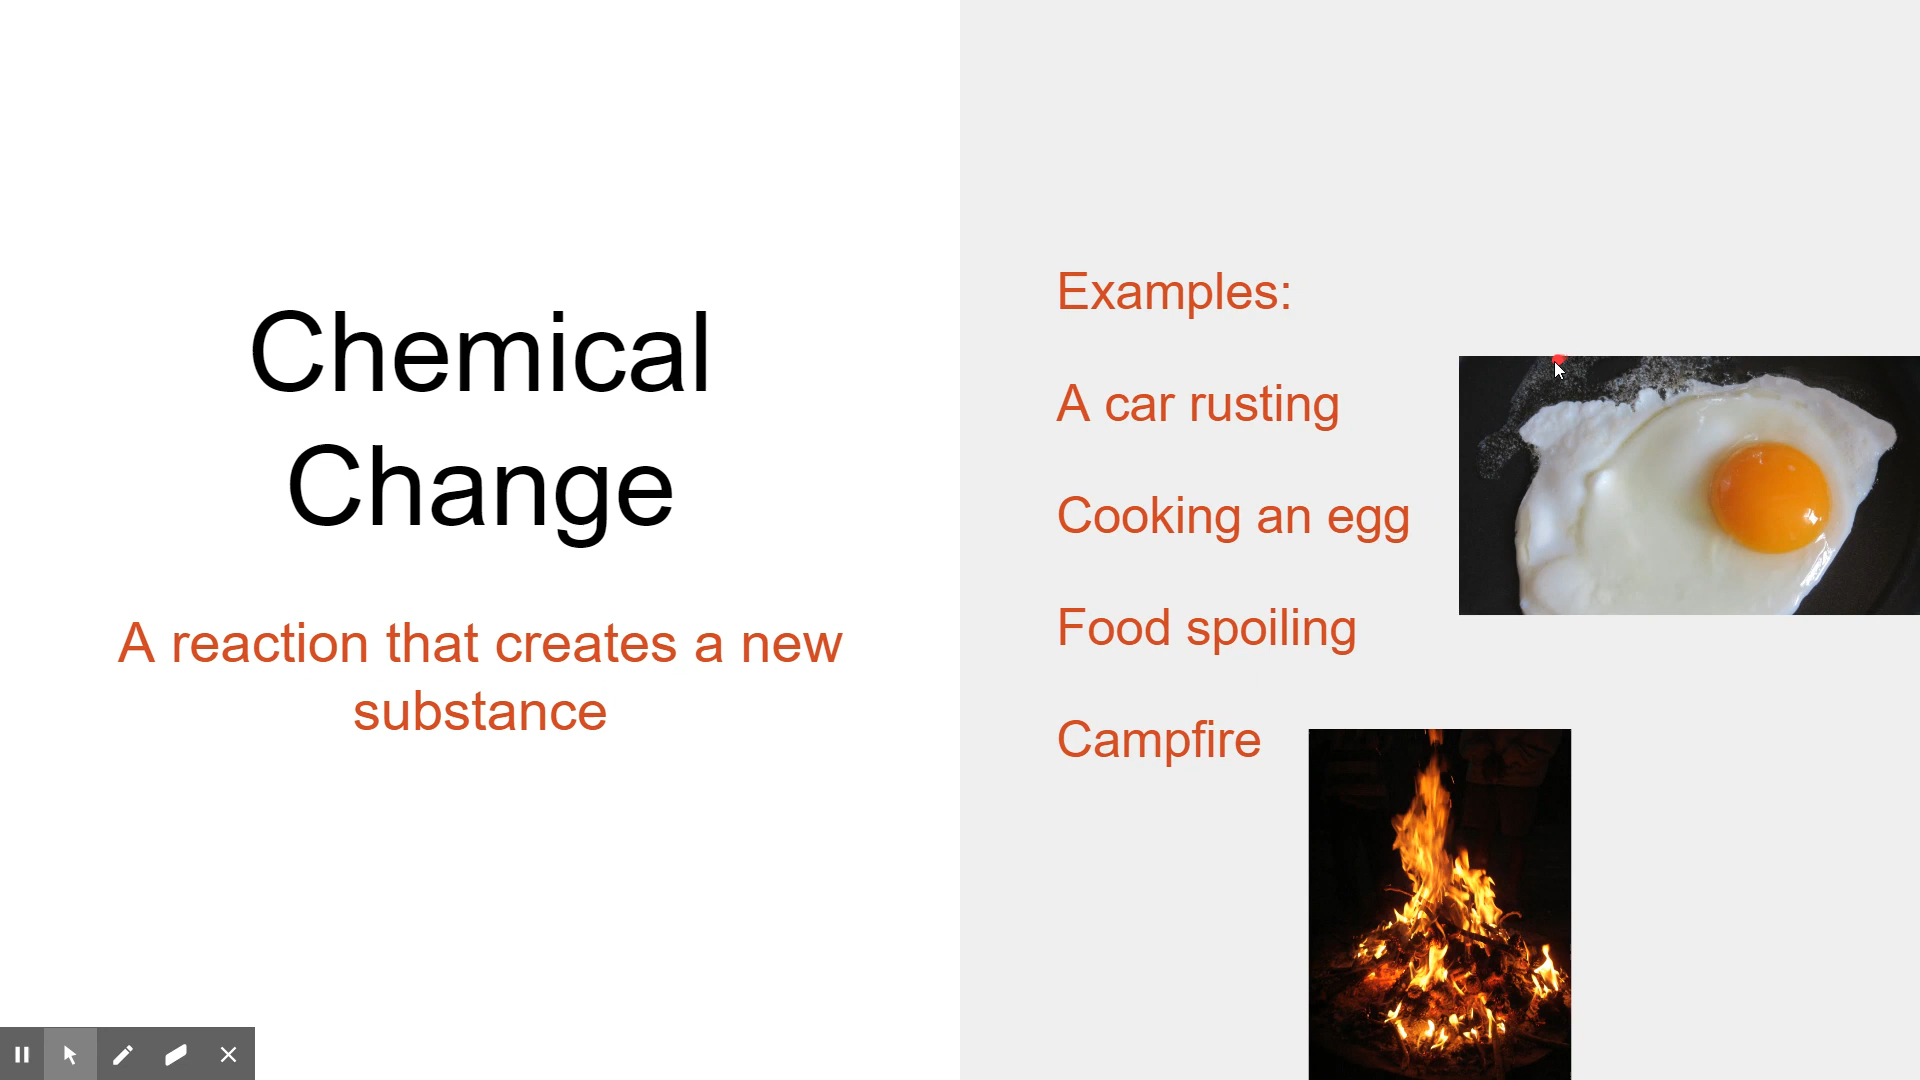 Chemical
Change
A reaction that creates a new
substance
Examples:
A car rusting
Cooking an egg
Food spoiling
Campfire